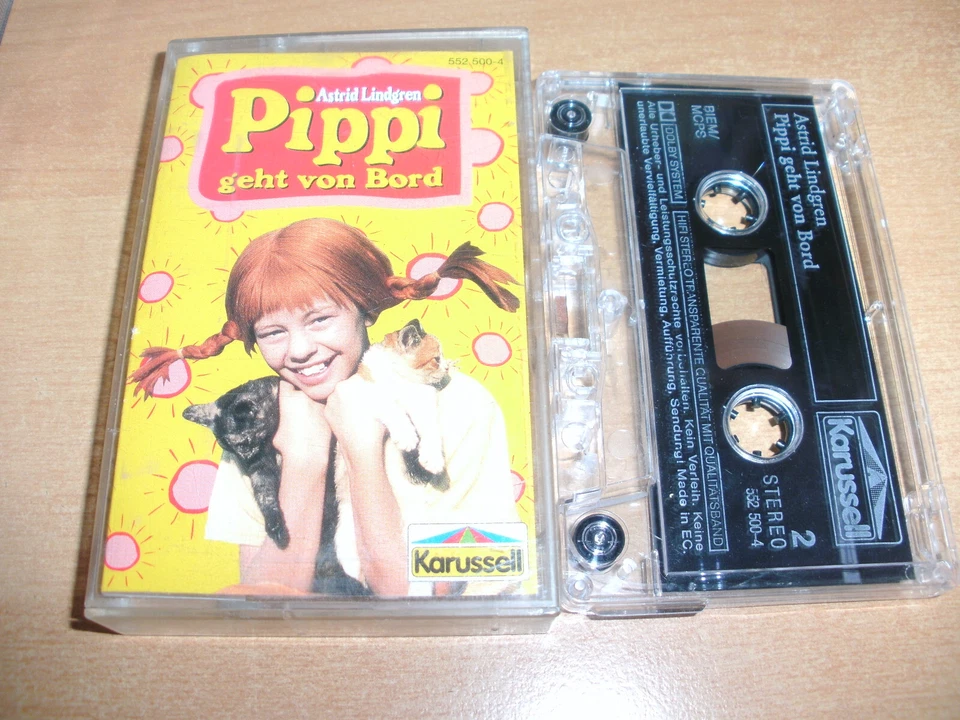 552 500-4
Astrid Lindgren
Pippi
geht von Bord
Karussell
Astrid Lindgren
Pippi geht von Bord
Karussell
BIEM/
MCPS
STEREO 2
552 500-4
DOLBY SYSTEM HIFI STEREO TRANSPARENTE QUALITÄT MIT QUALITÄTSBAND
Alle Urheber- und Leistungsschutzrechte vorbehalten. Kein Verleih. Keine
unerlaubte Vervielfältigung, Vermietung, Aufführung, Sendung! Made in EC.